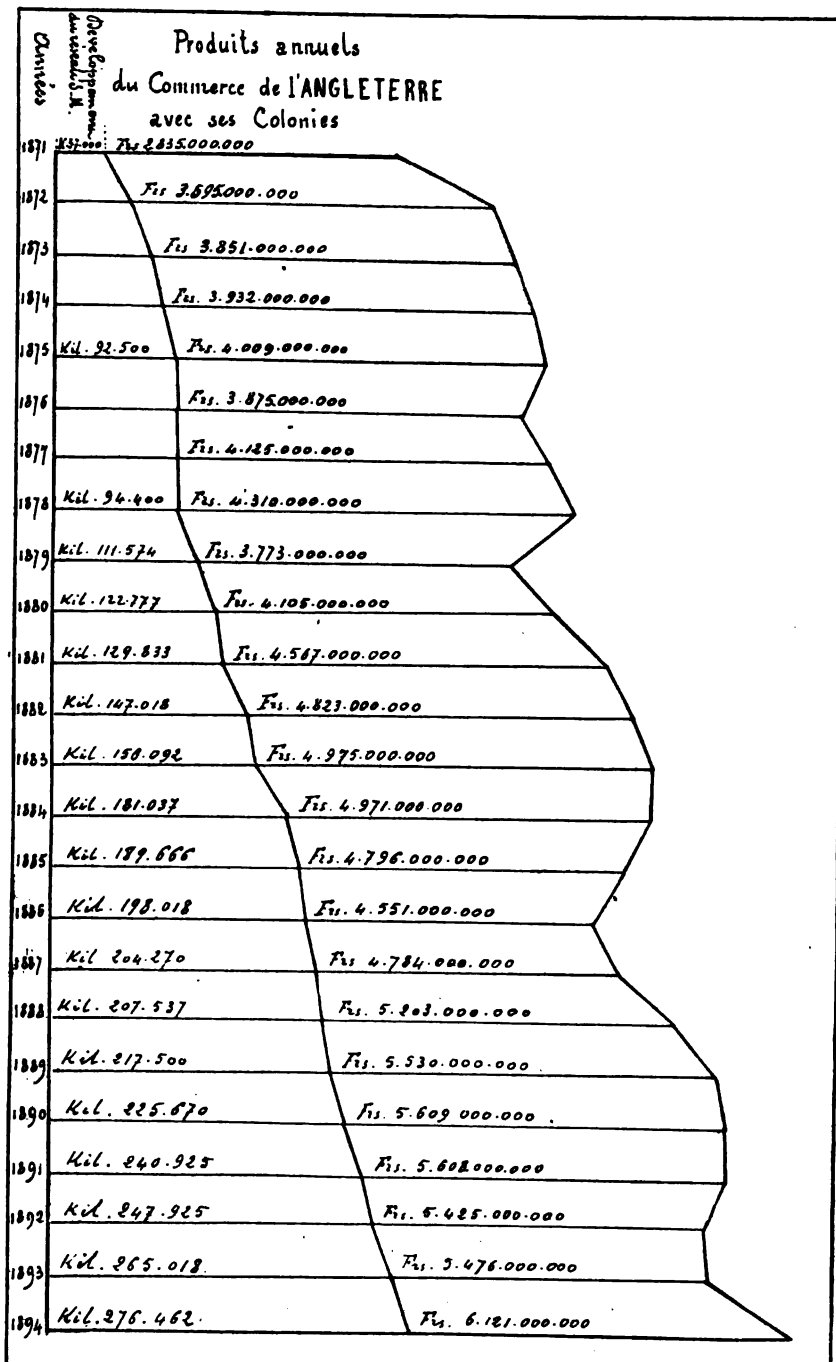 Années
Développement
du réseau S.M.
Produits annuels
du Commerce de l'ANGLETERRE
avec ses Colonies
1871 K 37.000 Frs 2.835.000.000
1872 Frs 3.695.000.000
1873 Frs 3.851.000.000
1874 Frs. 3.932.000.000
1875 Kil. 92.500 Frs. 4.009.000.000
1876 Frs. 3.875.000.000
1877 Frs. 4.125.000.000
1878 Kil. 94.400 Frs. 4.310.000.000
1879 Kil. 111.574 Frs. 3.773.000.000
1880 Kil. 122.777 Frs. 4.105.000.000
1881 Kil. 129.833 Frs. 4.567.000.000
1882 Kil. 147.018 Frs. 4.823.000.000
1883 Kil. 158.092 Frs. 4.975.000.000
1884 Kil. 181.037 Frs. 4.971.000.000
1885 Kil. 189.666 Frs. 4.796.000.000
1886 Kil. 198.018 Frs. 4.551.000.000
1887 Kil 204.270 Frs 4.784.000.000
1888 Kil. 207.537 Frs. 5.203.000.000
1889 Kil. 217.500 Frs. 5.530.000.000
1890 Kil. 225.670 Frs. 5.609 000.000
1891 Kil. 240.925 Frs. 5.608.000.000
1892 Kil. 247.925 Frs. 5.425.000.000
1893 Kil. 265.018. Frs. 5.476.000.000
1894 Kil. 276.462. Frs. 6.121.000.000